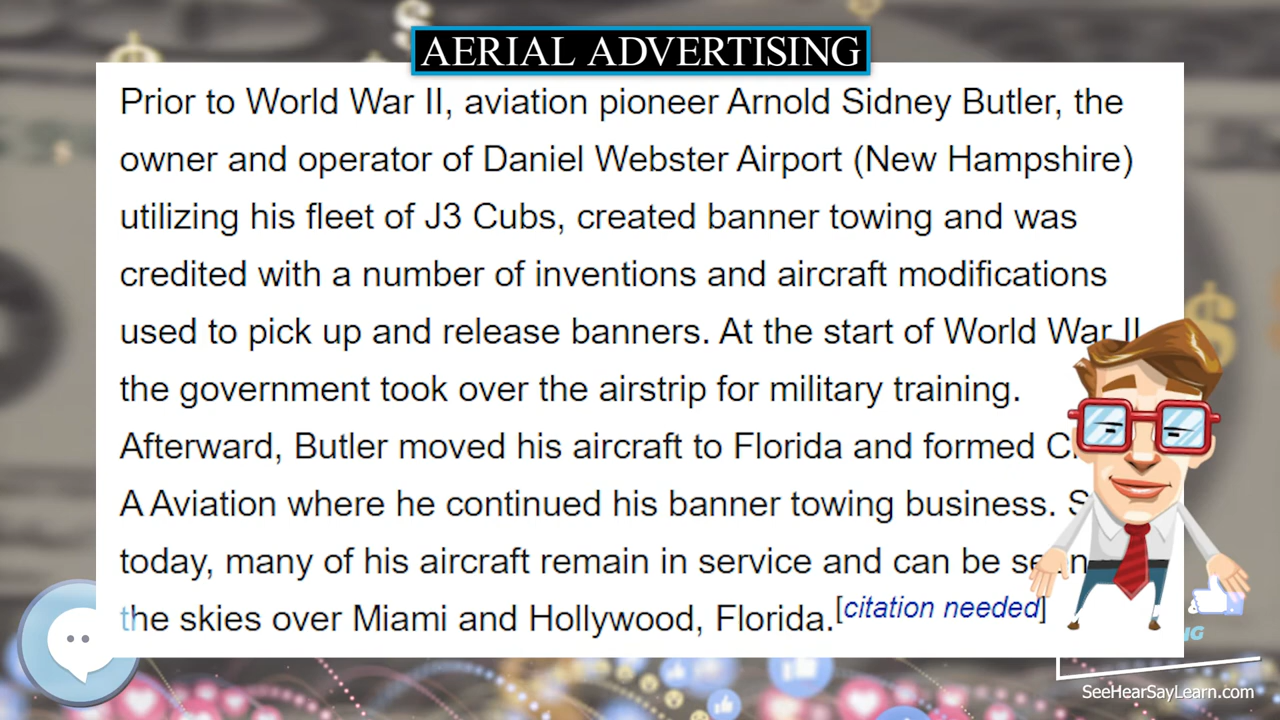 AERIAL ADVERTISING
Prior to World War II, aviation pioneer Arnold Sidney Butler, the
owner and operator of Daniel Webster Airport (New Hampshire)
utilizing his fleet of J3 Cubs, created banner towing and was
credited with a number of inventions and aircraft modifications
used to pick up and release banners. At the start of World War II
the government took over the airstrip for military training.
Afterward, Butler moved his aircraft to Florida and formed
A Aviation where he continued his banner towing business.
today, many of his aircraft remain in service and can be
the skies over Miami and Hollywood, Florida.[citation needed]
SeeHearSayLearn.com